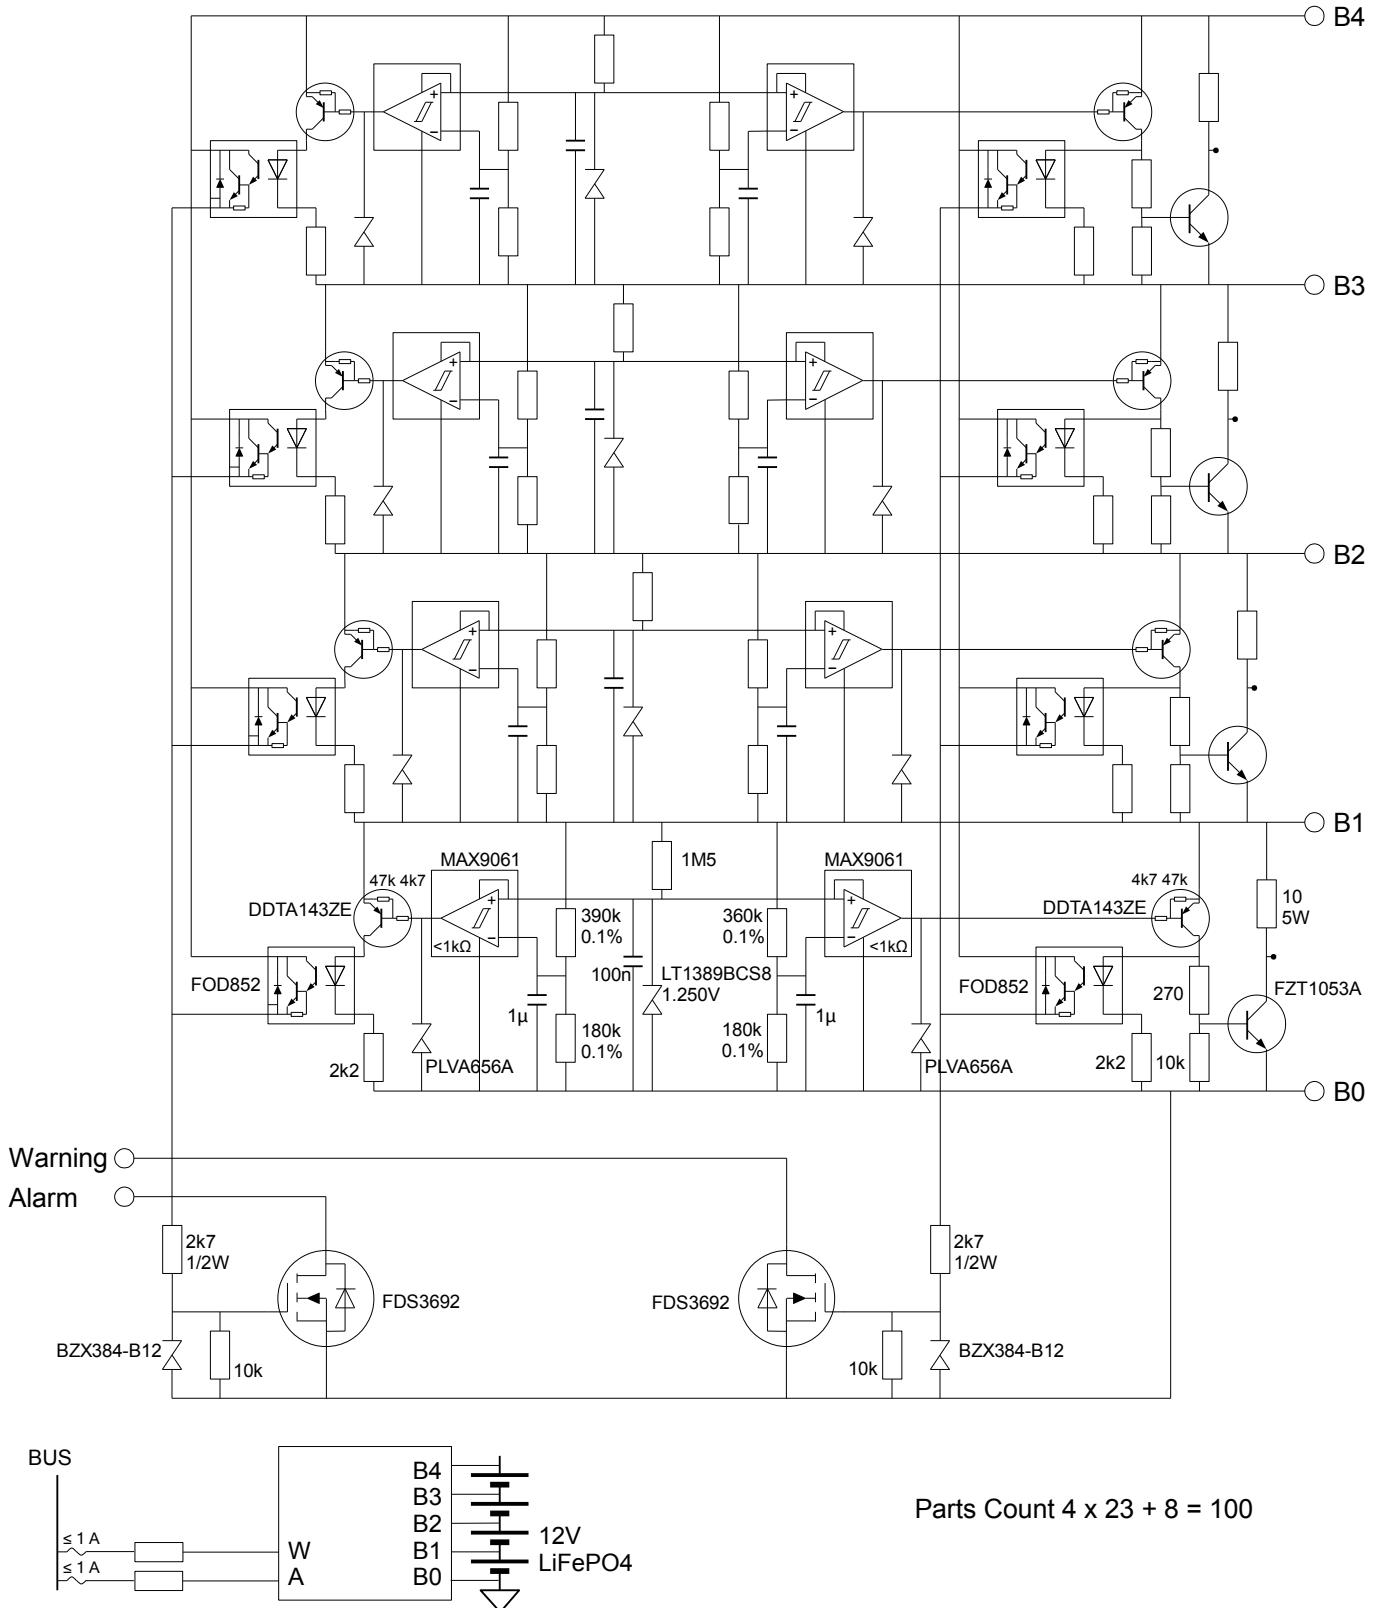 B4
B3
B2
B1
MAX9061
1M5
MAX9061
47k 4k7
4k7 47k
DDTA143ZE
390k
0.1%
360k
0.1%
DDTA143ZE
10
5W
<1kΩ
<1kΩ
FOD852
100n
LT1389BCS8
1.250V
FOD852
270
FZT1053A
1µ
180k
0.1%
180k
0.1%
1µ
2k2
PLVA656A
PLVA656A
2k2
10k
B0
Warning
Alarm
2k7
1/2W
2k7
1/2W
FDS3692
FDS3692
BZX384-B12
10k
10k
BZX384-B12
BUS
B4
B3
B2
B1
B0
≤ 1 A
≤ 1 A
W
A
12V
LiFePO4
Parts Count 4 x 23 + 8 = 100